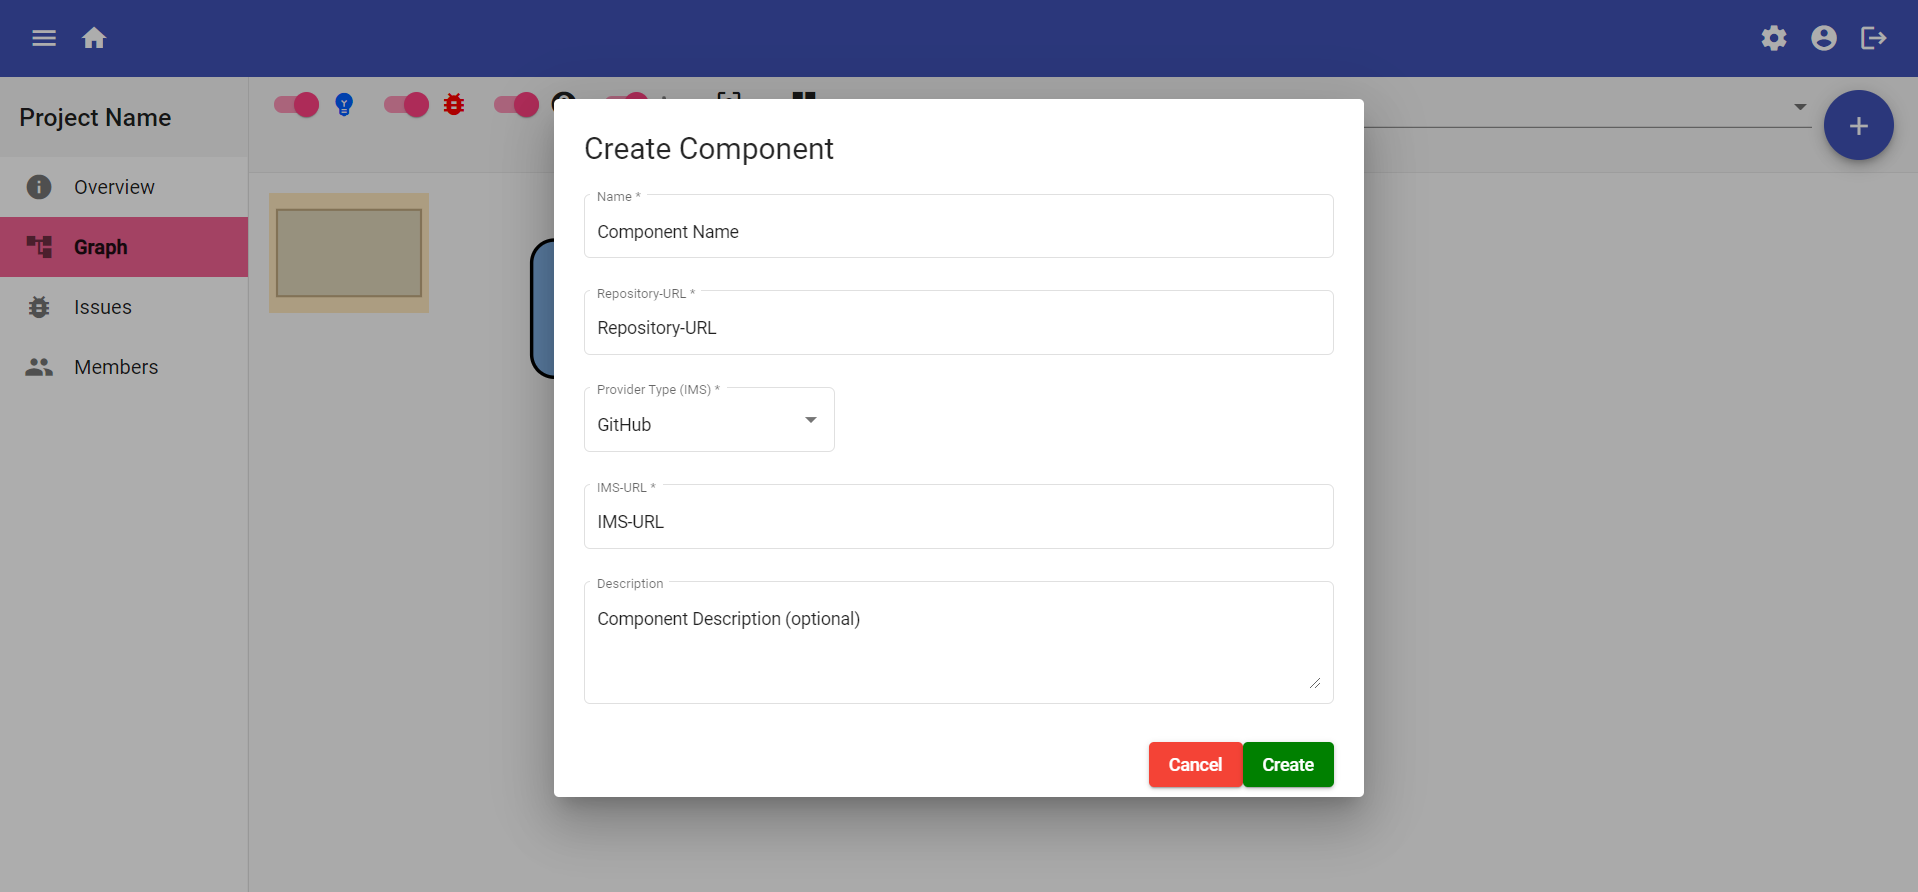 Project Name
Overview
Graph
Issues
Members
Create Component
Name *
Component Name
Repository-URL *
Repository-URL
Provider Type (IMS) *
GitHub
IMS-URL *
IMS-URL
Description
Component Description (optional)
Cancel
Create